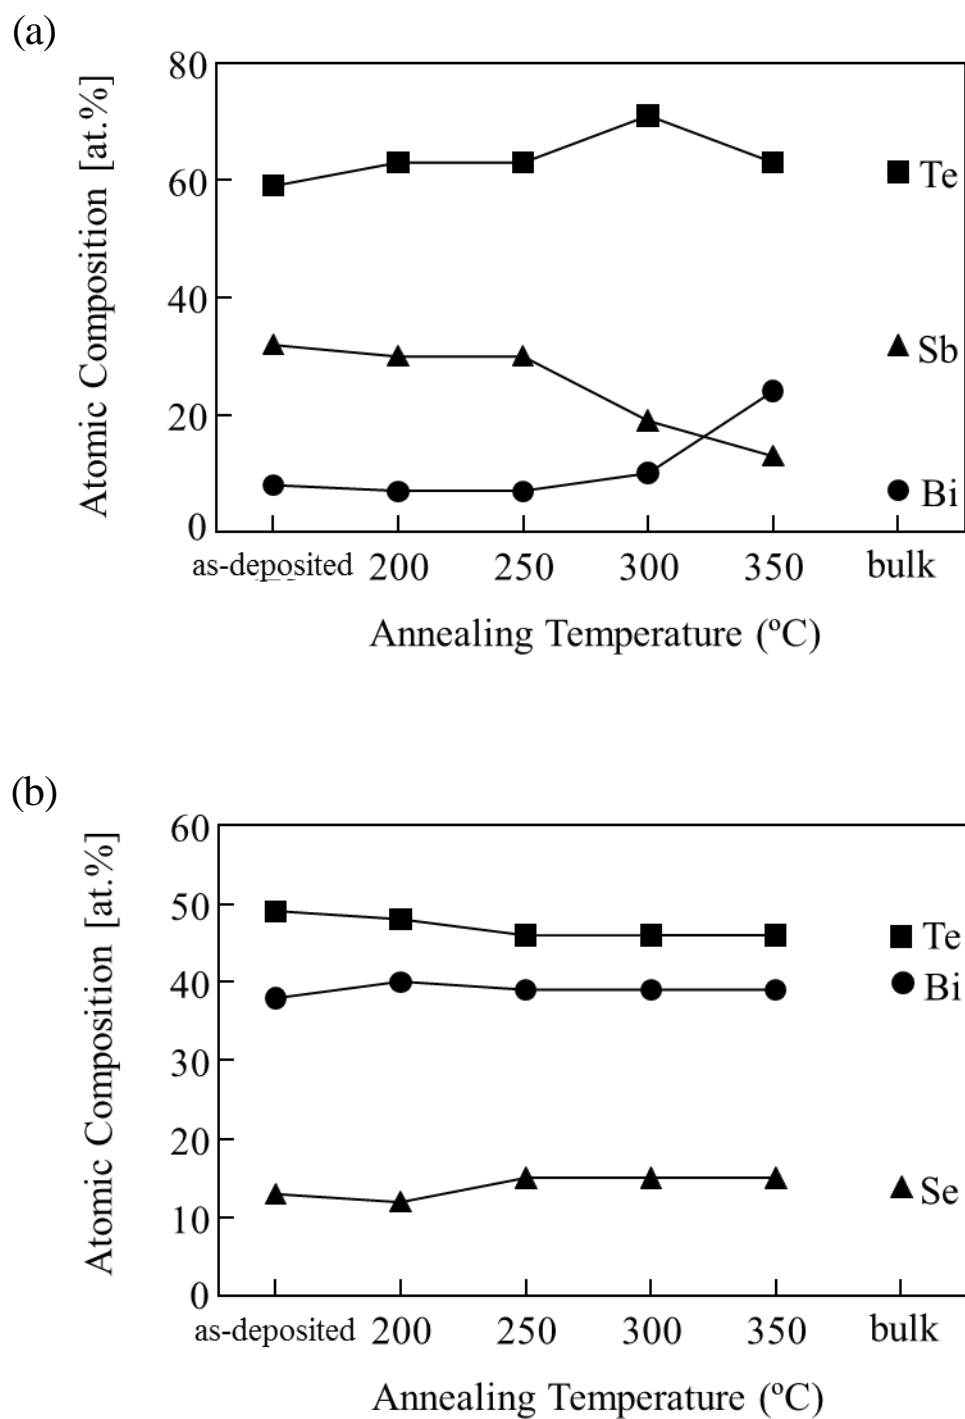 (a)
80
60
40
20
0
Atomic Composition [at.%]
Te
Sb
Bi
as-deposited 200 250 300 350 bulk
Annealing Temperature (ºC)
(b)
60
50
40
30
20
10
0
Atomic Composition [at.%]
Te
Bi
Se
as-deposited 200 250 300 350 bulk
Annealing Temperature (ºC)